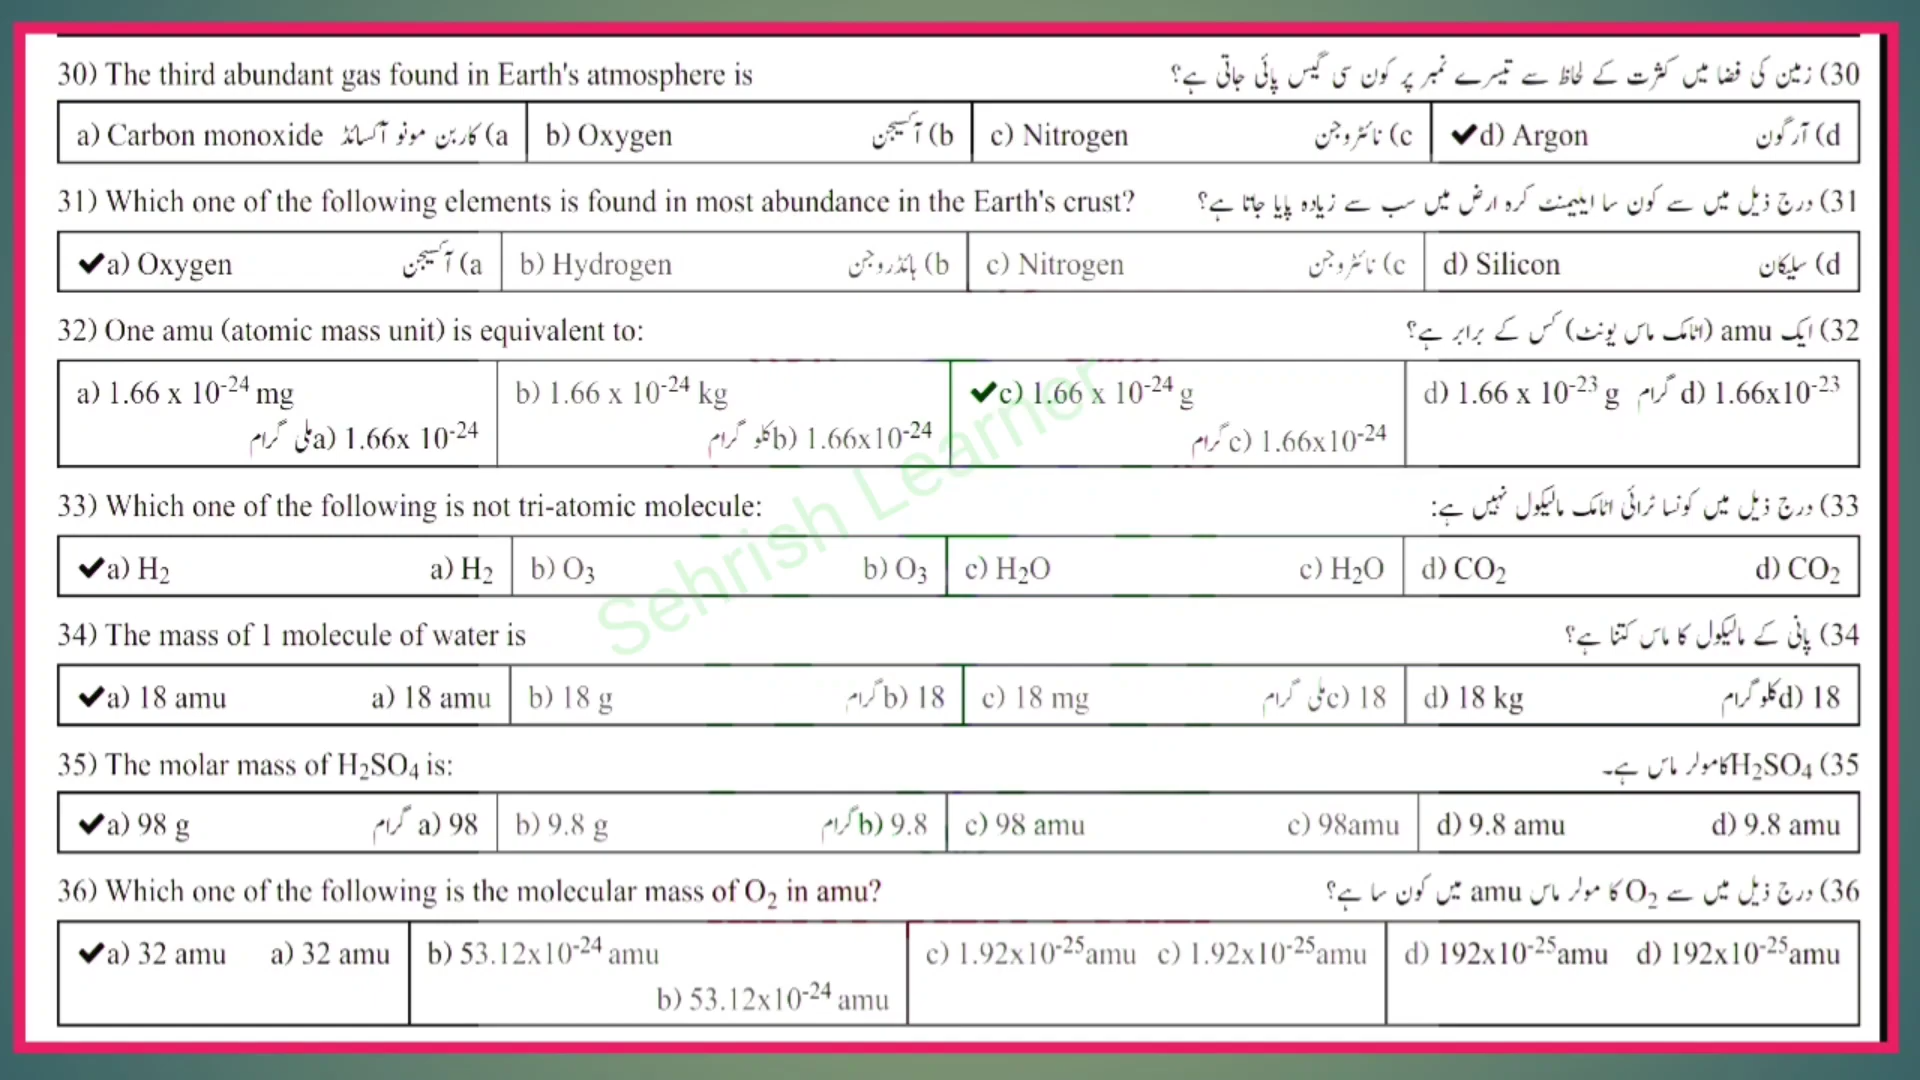 30) The third abundant gas found in Earth's atmosphere is    30) زمین کی فضا میں کثرت کے لحاظ سے تیسرے نمبر پر کون سی گیس پائی جاتی ہے؟
a) Carbon monoxide    a) کاربن مونو آکسائڈ    b) Oxygen    b) آکسیجن    c) Nitrogen    c) نائٹروجن    ✔d) Argon    d) آرگون
31) Which one of the following elements is found in most abundance in the Earth's crust?    31) درج ذیل میں سے کون سا ایلیمنٹ کرہ ارض میں سب سے زیادہ پایا جاتا ہے؟
✔a) Oxygen    a) آکسیجن    b) Hydrogen    b) ہائڈروجن    c) Nitrogen    c) نائٹروجن    d) Silicon    d) سلیکان
32) One amu (atomic mass unit) is equivalent to:    32) ایک amu (اٹامک ماس یونٹ) کس کے برابر ہے؟
a) 1.66 x 10⁻²⁴ mg    b) 1.66 x 10⁻²⁴ kg    ✔c) 1.66 x 10⁻²⁴ g    d) 1.66 x 10⁻²³ g    گرام d) 1.66x10⁻²³
ملی گرام a) 1.66x 10⁻²⁴    کلو گرام b) 1.66x10⁻²⁴    گرام c) 1.66x10⁻²⁴
33) Which one of the following is not tri-atomic molecule:    33) درج ذیل میں کونسا ٹرائی اٹامک مالیکول نہیں ہے:
✔a) H₂    a) H₂    b) O₃    b) O₃    c) H₂O    c) H₂O    d) CO₂    d) CO₂
34) The mass of 1 molecule of water is    34) پانی کے مالیکول کا ماس کتنا ہے؟
✔a) 18 amu    a) 18 amu    b) 18 g    گرام b) 18    c) 18 mg    ملی گرام c) 18    d) 18 kg    کلو گرام d) 18
35) The molar mass of H₂SO₄ is:    35) H₂SO₄ کا مولر ماس ہے۔
✔a) 98 g    گرام a) 98    b) 9.8 g    گرام b) 9.8    c) 98 amu    c) 98amu    d) 9.8 amu    d) 9.8 amu
36) Which one of the following is the molecular mass of O₂ in amu?    36) درج ذیل میں سے O₂ کا مولر ماس amu میں کون سا ہے؟
✔a) 32 amu    a) 32 amu    b) 53.12x10⁻²⁴ amu    c) 1.92x10⁻²⁵amu    c) 1.92x10⁻²⁵amu    d) 192x10⁻²⁵amu    d) 192x10⁻²⁵amu
b) 53.12x10⁻²⁴ amu
Sehrish Learner